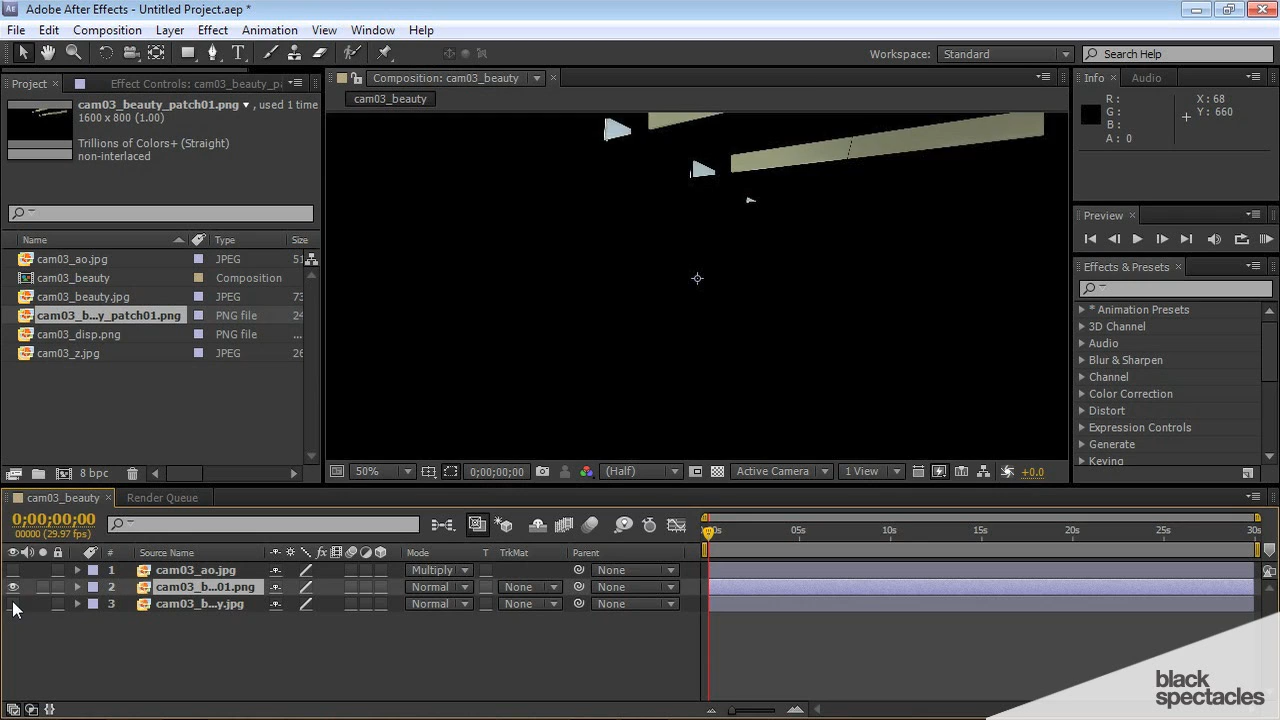 Ae Adobe After Effects - Untitled Project.aep *
File Edit Composition Layer Effect Animation View Window Help
Workspace: Standard Search Help
Project Effect Controls: cam03_beauty_p
cam03_beauty_patch01.png , used 1 time
1600 x 800 (1.00)
Trillions of Colors+ (Straight)
non-interlaced
Name Type Size
cam03_ao.jpg JPEG 51
cam03_beauty Composition
cam03_beauty.jpg JPEG 73
cam03_b...y_patch01.png PNG file 24
cam03_disp.png PNG file ...
cam03_z.jpg JPEG 26
8 bpc
Composition: cam03_beauty
cam03_beauty
50% 0;00;00;00 (Half) Active Camera 1 View +0.0
Info Audio
R : X : 68
G : Y : 660
B :
A : 0
Preview
Effects & Presets
* Animation Presets
3D Channel
Audio
Blur & Sharpen
Channel
Color Correction
Distort
Expression Controls
Generate
Keying
cam03_beauty Render Queue
0;00;00;00
00000 (29.97 fps)
05s 10s 15s 20s 25s 30s
# Source Name fx Mode T TrkMat Parent
1 cam03_ao.jpg Multiply None
2 cam03_b...01.png Normal None None
3 cam03_b...y.jpg Normal None None
black
spectacles